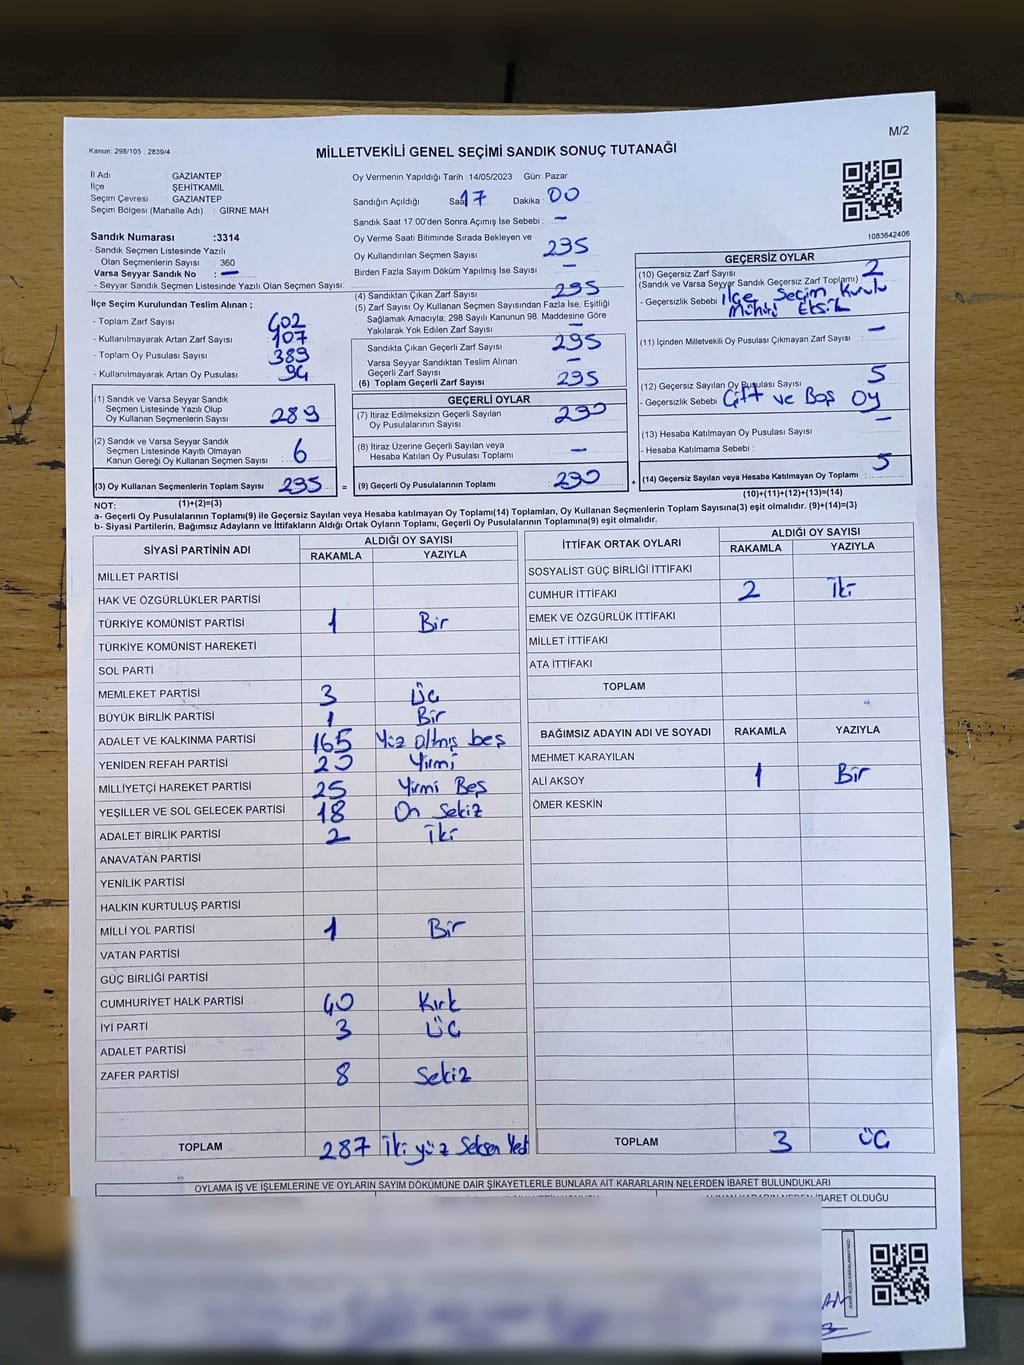 M/2
Kanun: 298/105 2839/4
MİLLETVEKİLİ GENEL SEÇİMİ SANDIK SONUÇ TUTANAĞI
İl Adı GAZİANTEP
İlçe ŞEHİTKAMİL
Seçim Çevresi : GAZİANTEP
Seçim Bölgesi (Mahalle Adı) : GİRNE MAH
Oy Vermenin Yapıldığı Tarih : 14/05/2023 Gün: Pazar
Sandığın Açıldığı Saat 17 Dakika 00
Sandık Saat 17.00'den Sonra Açımış İse Sebebi : –
Oy Verme Saati Bitiminde Sırada Bekleyen ve
Oy Kullandırılan Seçmen Sayısı 295
Birden Fazla Sayım Döküm Yapılmış İse Sayısı –
1083642406
Sandık Numarası :3314
- Sandık Seçmen Listesinde Yazılı
Olan Seçmenlerin Sayısı 360
Varsa Seyyar Sandık No : –
- Seyyar Sandık Seçmen Listesinde Yazılı Olan Seçmen Sayısı:
İlçe Seçim Kurulundan Teslim Alınan ;
- Toplam Zarf Sayısı 402
- Kullanılmayarak Artan Zarf Sayısı 107
- Toplam Oy Pusulası Sayısı 389
- Kullanılmayarak Artan Oy Pusulası 94
(1) Sandık ve Varsa Seyyar Sandık
Seçmen Listesinde Yazılı Olup
Oy Kullanan Seçmenlerin Sayısı 289
(2) Sandık ve Varsa Seyyar Sandık
Seçmen Listesinde Kayıtlı Olmayan
Kanun Gereği Oy Kullanan Seçmen Sayısı : 6
(3) Oy Kullanan Seçmenlerin Toplam Sayısı 295
(1)+(2)=(3)
(4) Sandıktan Çıkan Zarf Sayısı 295
(5) Zarf Sayısı Oy Kullanan Seçmen Sayısından Fazla İse, Eşitliği
Sağlamak Amacıyla; 298 Sayılı Kanunun 98. Maddesine Göre
Yakılarak Yok Edilen Zarf Sayısı –
Sandıkta Çıkan Geçerli Zarf Sayısı 295
Varsa Seyyar Sandıktan Teslim Alınan
Geçerli Zarf Sayısı –
(6) Toplam Geçerli Zarf Sayısı 295
GEÇERLİ OYLAR
(7) İtiraz Edilmeksizin Geçerli Sayılan
Oy Pusulalarının Sayısı 290
(8) İtiraz Üzerine Geçerli Sayılan veya
Hesaba Katılan Oy Pusulası Toplamı –
= (9) Geçerli Oy Pusulalarının Toplamı 290 +
GEÇERSİZ OYLAR
(10) Geçersiz Zarf Sayısı 2
(Sandık ve Varsa Seyyar Sandık Geçersiz Zarf Toplamı)
- Geçersizlik Sebebi : İlçe Seçim Kurulu
Mührü Eksik
(11) İçinden Milletvekili Oy Pusulası Çıkmayan Zarf Sayısı : –
(12) Geçersiz Sayılan Oy Pusulası Sayısı 5
- Geçersizlik Sebebi : Çift ve Boş Oy
(13) Hesaba Katılmayan Oy Pusulası Sayısı –
- Hesaba Katılmama Sebebi :
(14) Geçersiz Sayılan veya Hesaba Katılmayan Oy Toplamı 5
(10)+(11)+(12)+(13)=(14)
NOT:
a- Geçerli Oy Pusulalarının Toplamı(9) ile Geçersiz Sayılan veya Hesaba katılmayan Oy Toplamı(14) Toplamları, Oy Kullanan Seçmenlerin Toplam Sayısına(3) eşit olmalıdır. (9)+(14)=(3)
b- Siyasi Partilerin, Bağımsız Adayların ve İttifakların Aldığı Ortak Oyların Toplamı, Geçerli Oy Pusulalarının Toplamına(9) eşit olmalıdır.
SİYASİ PARTİNİN ADI ALDIĞI OY SAYISI
RAKAMLA YAZIYLA
MİLLET PARTİSİ
HAK VE ÖZGÜRLÜKLER PARTİSİ
TÜRKİYE KOMÜNİST PARTİSİ 1 Bir
TÜRKİYE KOMÜNİST HAREKETİ
SOL PARTİ
MEMLEKET PARTİSİ 3 Üç
BÜYÜK BİRLİK PARTİSİ 1 Bir
ADALET VE KALKINMA PARTİSİ 165 Yüz altmış beş
YENİDEN REFAH PARTİSİ 20 Yirmi
MİLLİYETÇİ HAREKET PARTİSİ 25 Yirmi Beş
YEŞİLLER VE SOL GELECEK PARTİSİ 18 On Sekiz
ADALET BİRLİK PARTİSİ 2 İki
ANAVATAN PARTİSİ
YENİLİK PARTİSİ
HALKIN KURTULUŞ PARTİSİ
MİLLİ YOL PARTİSİ 1 Bir
VATAN PARTİSİ
GÜÇ BİRLİĞİ PARTİSİ
CUMHURİYET HALK PARTİSİ 40 Kırk
İYİ PARTİ 3 ÜÇ
ADALET PARTİSİ
ZAFER PARTİSİ 8 Sekiz
TOPLAM 287 İki yüz Seksen Yedi
İTTİFAK ORTAK OYLARI ALDIĞI OY SAYISI
RAKAMLA YAZIYLA
SOSYALİST GÜÇ BİRLİĞİ İTTİFAKI
CUMHUR İTTİFAKI 2 İki
EMEK VE ÖZGÜRLÜK İTTİFAKI
MİLLET İTTİFAKI
ATA İTTİFAKI
TOPLAM
BAĞIMSIZ ADAYIN ADI VE SOYADI RAKAMLA YAZIYLA
MEHMET KARAYILAN
ALİ AKSOY 1 Bir
ÖMER KESKİN
TOPLAM 3 ÜÇ
OYLAMA İŞ VE İŞLEMLERİNE VE OYLARIN SAYIM DÖKÜMÜNE DAİR ŞİKAYETLERLE BUNLARA AİT KARARLARIN NELERDEN İBARET BULUNDUKLARI
İBARET OLDUĞU